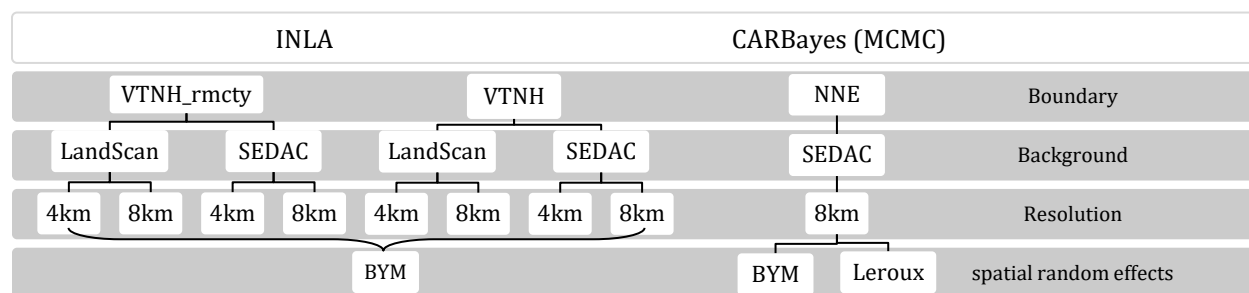 INLA CARBayes (MCMC)
VTNH_rmcty VTNH NNE Boundary
LandScan SEDAC LandScan SEDAC SEDAC Background
4km 8km 4km 8km 4km 8km 4km 8km 8km Resolution
BYM BYM Leroux spatial random effects